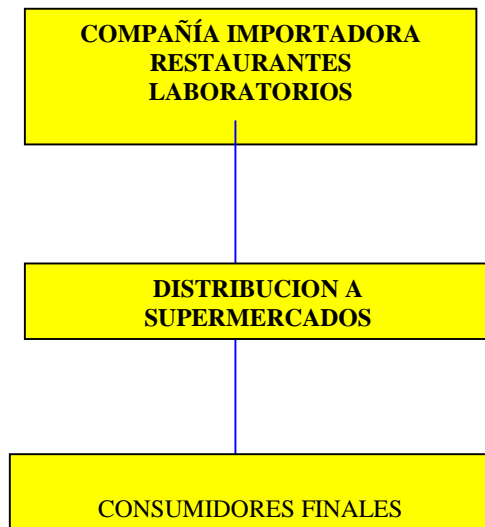 COMPAÑÍA IMPORTADORA
RESTAURANTES
LABORATORIOS
DISTRIBUCION A
SUPERMERCADOS
CONSUMIDORES FINALES